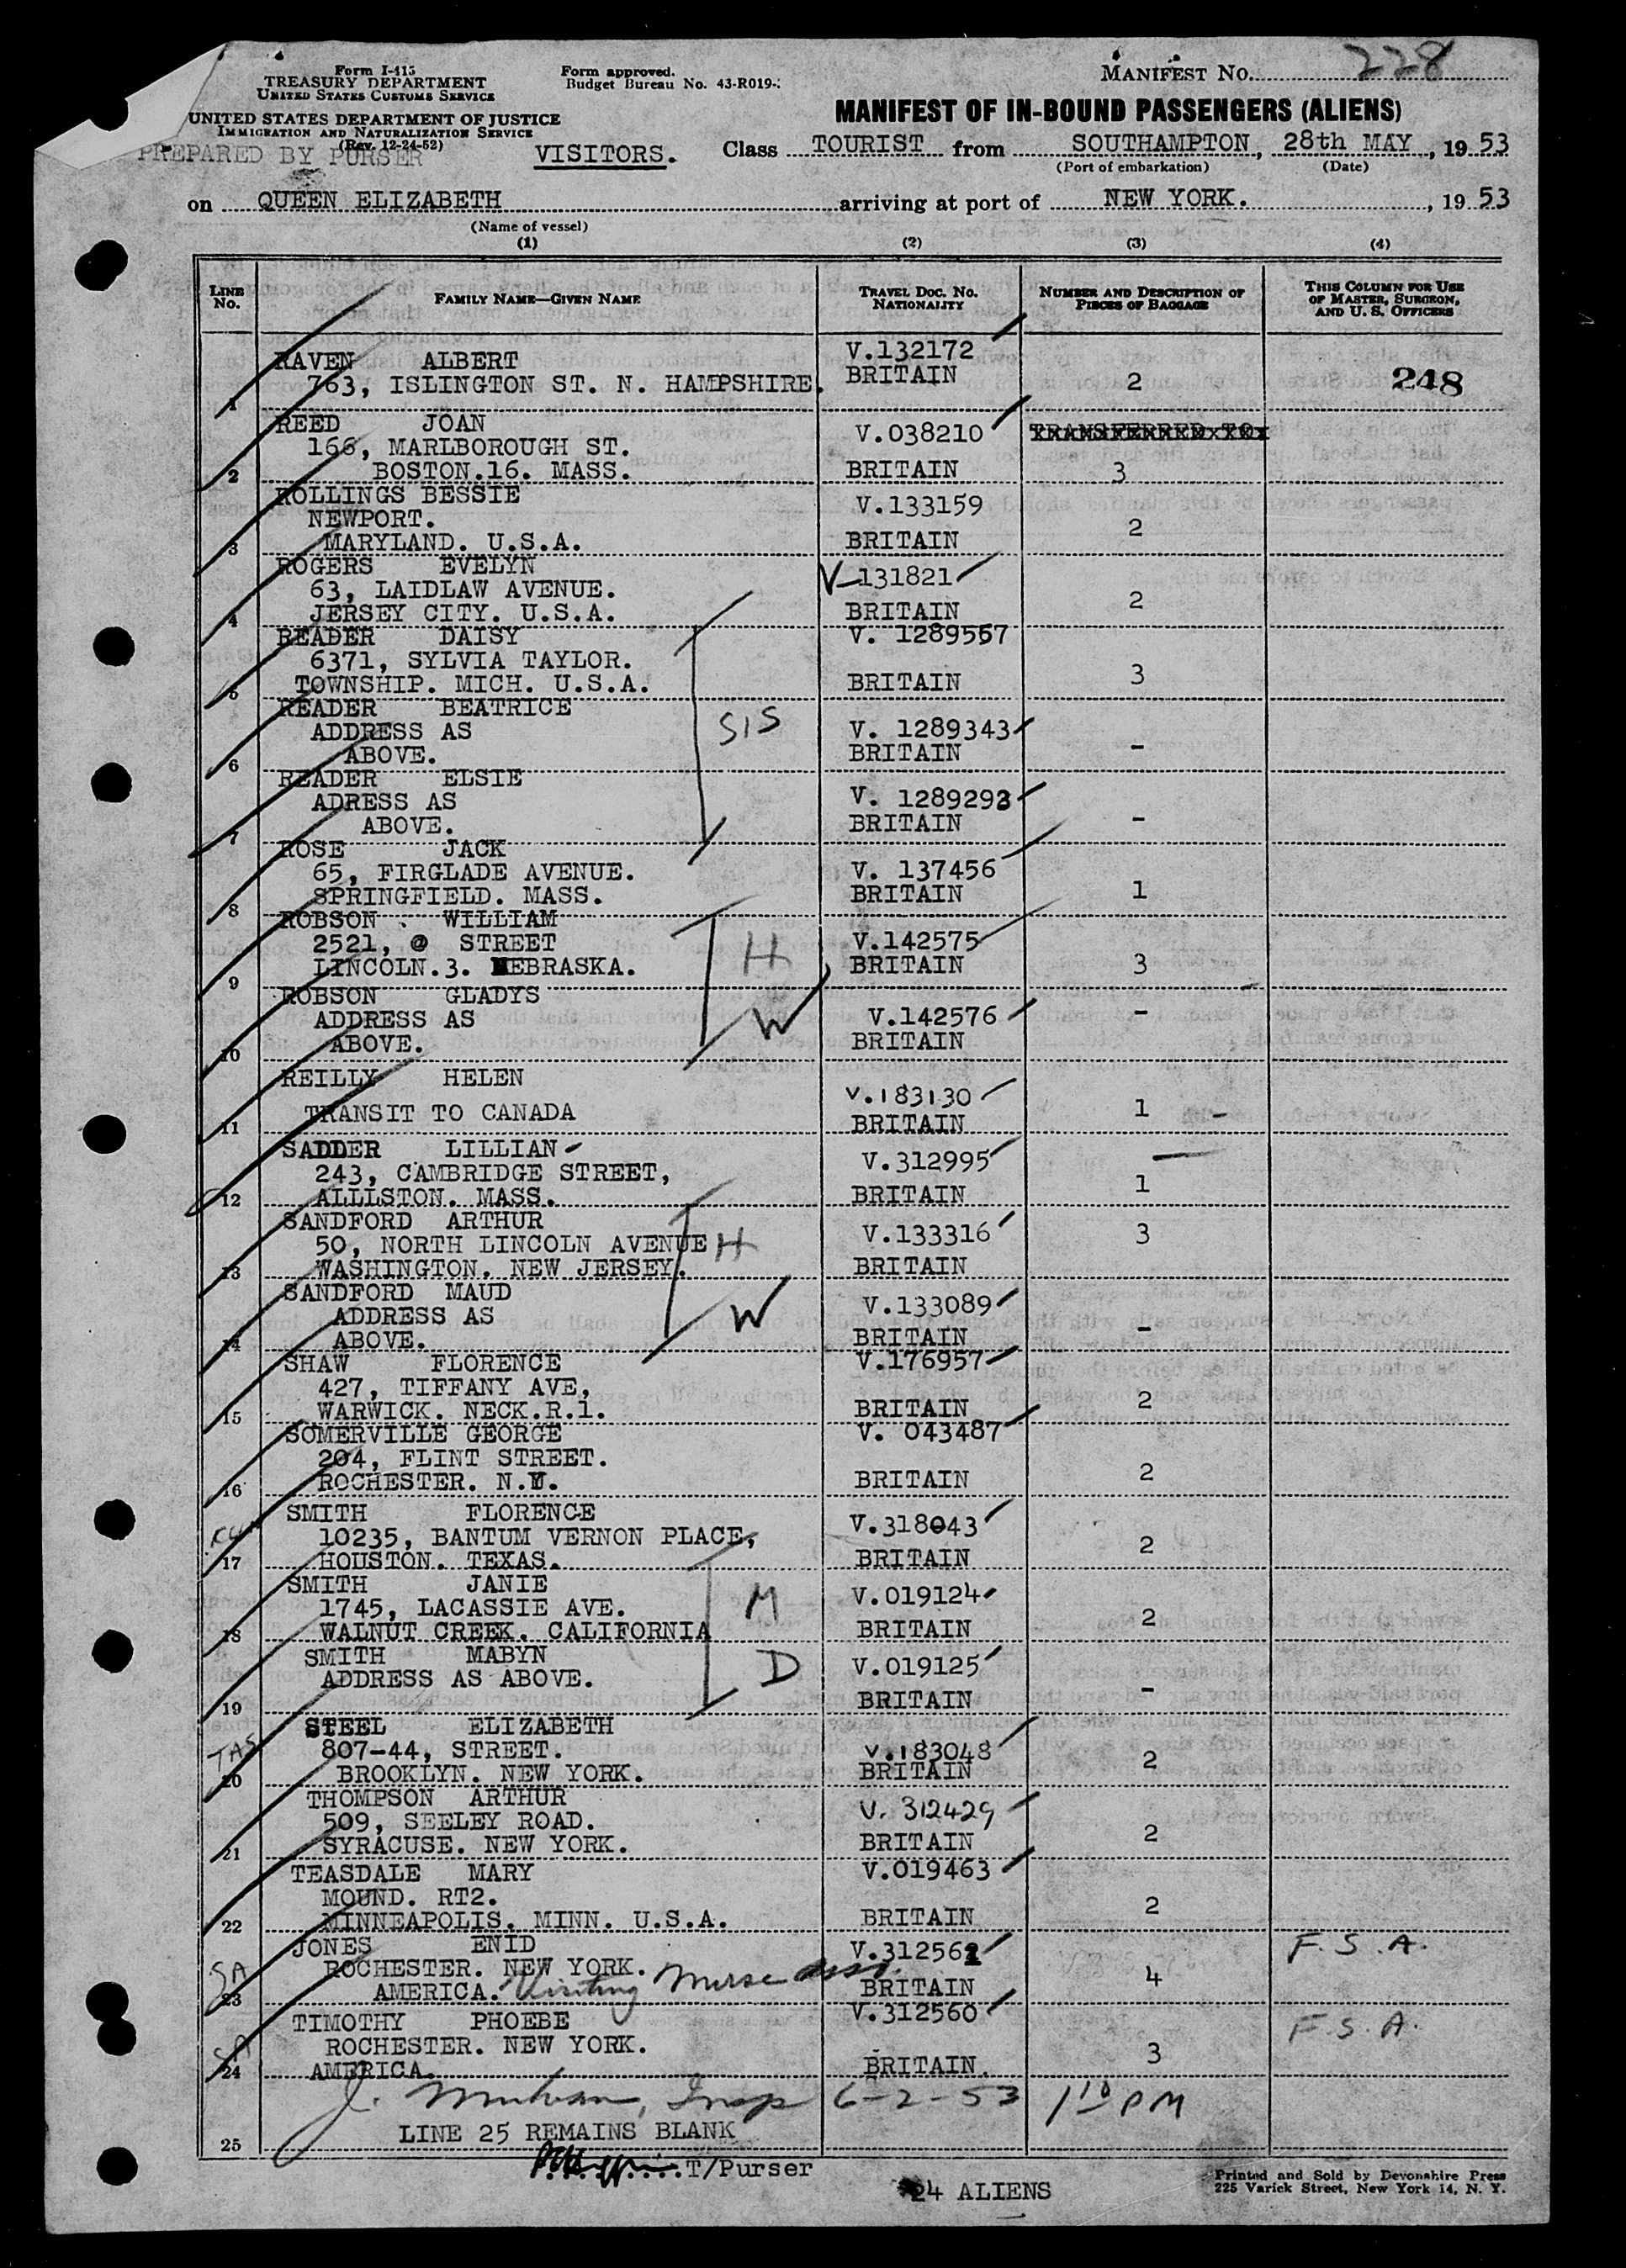 Form I-415
TREASURY DEPARTMENT
UNITED STATES CUSTOMS SERVICE
UNITED STATES DEPARTMENT OF JUSTICE
IMMIGRATION AND NATURALIZATION SERVICE
(Rev. 12-24-52)
PREPARED BY PURSER
Form approved.
Budget Bureau No. 43-R019-
MANIFEST No. 228
MANIFEST OF IN-BOUND PASSENGERS (ALIENS)
VISITORS. Class TOURIST from SOUTHAMPTON, 28th MAY, 1953
(Port of embarkation) (Date)
on QUEEN ELIZABETH arriving at port of NEW YORK. , 1953
(Name of vessel)
(1) (2) (3) (4)
LINE No. FAMILY NAME—GIVEN NAME TRAVEL DOC. No. NATIONALITY NUMBER AND DESCRIPTION OF PIECES OF BAGGAGE THIS COLUMN FOR USE OF MASTER, SURGEON, AND U. S. OFFICERS
RAVEN ALBERT V.132172
763, ISLINGTON ST. N. HAMPSHIRE. BRITAIN 2 248
1
REED JOAN V.038210 TRANSFERRED TO
166, MARLBOROUGH ST.
2 BOSTON.16. MASS. BRITAIN 3
ROLLINGS BESSIE V.133159
NEWPORT. 2
3 MARYLAND. U.S.A. BRITAIN
ROGERS EVELYN V-131821
63, LAIDLAW AVENUE. 2
4 JERSEY CITY. U.S.A. BRITAIN
READER DAISY V. 1289557
6371, SYLVIA TAYLOR. 3
5 TOWNSHIP. MICH. U.S.A. BRITAIN
READER BEATRICE SIS
ADDRESS AS V. 1289343
6 ABOVE. BRITAIN -
READER ELSIE
ADRESS AS V. 1289293
7 ABOVE. BRITAIN -
ROSE JACK
65, FIRGLADE AVENUE. V. 137456
8 SPRINGFIELD. MASS. BRITAIN 1
ROBSON WILLIAM
2521, @ STREET H V.142575
9 LINCOLN.3. NEBRASKA. BRITAIN 3
ROBSON GLADYS
ADDRESS AS W V.142576 -
10 ABOVE. BRITAIN
REILLY HELEN
V.183130
11 TRANSIT TO CANADA BRITAIN 1 -
SADDER LILLIAN
243, CAMBRIDGE STREET, V.312995
12 ALLLSTON. MASS. BRITAIN 1
SANDFORD ARTHUR
50, NORTH LINCOLN AVENUE H V.133316 3
13 WASHINGTON. NEW JERSEY. BRITAIN
SANDFORD MAUD
ADDRESS AS W V.133089
14 ABOVE. BRITAIN -
SHAW FLORENCE V.176957
427, TIFFANY AVE,
15 WARWICK. NECK.R.i. BRITAIN 2
SOMERVILLE GEORGE V. 043487
204, FLINT STREET.
16 ROCHESTER. N.Y. BRITAIN 2
SMITH FLORENCE
10235, BANTUM VERNON PLACE, V.318043
17 HOUSTON. TEXAS. BRITAIN 2
SMITH JANIE
1745, LACASSIE AVE. M V.019124
18 WALNUT CREEK. CALIFORNIA BRITAIN 2
SMITH MABYN
ADDRESS AS ABOVE. D V.019125
19 BRITAIN -
STEEL ELIZABETH
TAS 807-44, STREET. V.183048
20 BROOKLYN. NEW YORK. BRITAIN 2
THOMPSON ARTHUR
509, SEELEY ROAD. V. 312429
21 SYRACUSE. NEW YORK. BRITAIN 2
TEASDALE MARY V.019463
MOUND. RT2.
22 MINNEAPOLIS. MINN. U.S.A. BRITAIN 2
JONES ENID V.312562 F.S.A.
SA ROCHESTER. NEW YORK.
23 AMERICA. Visiting Nurse Asso. BRITAIN 4
TIMOTHY PHOEBE V.312560 F.S.A.
SA ROCHESTER. NEW YORK.
24 AMERICA. BRITAIN. 3
Insp 6-2-53 1 10 PM
25 LINE 25 REMAINS BLANK
T/Purser
24 ALIENS
Printed and Sold by Devonshire Press
225 Varick Street, New York 14, N. Y.